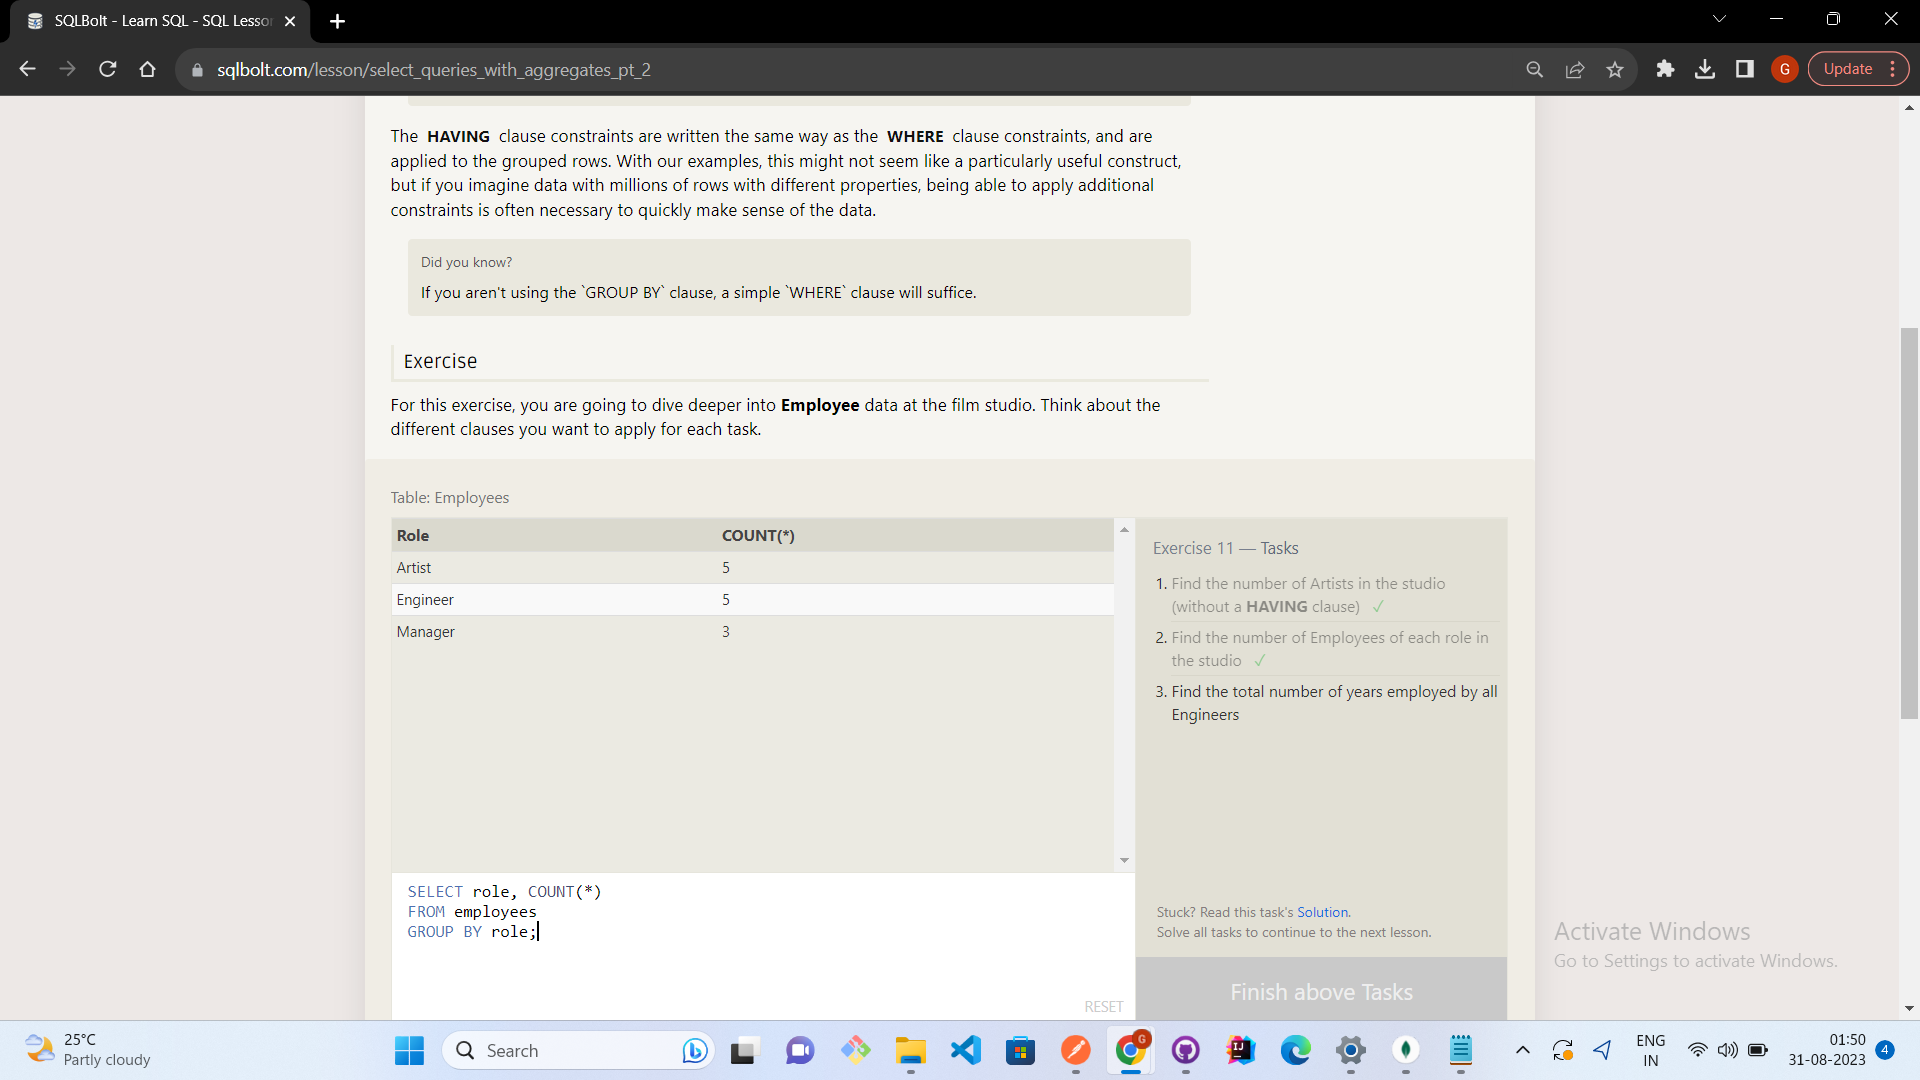 SQLBolt - Learn SQL - SQL Lesson
sqlbolt.com/lesson/select_queries_with_aggregates_pt_2
G
Update
The HAVING clause constraints are written the same way as the WHERE clause constraints, and are
applied to the grouped rows. With our examples, this might not seem like a particularly useful construct,
but if you imagine data with millions of rows with different properties, being able to apply additional
constraints is often necessary to quickly make sense of the data.
Did you know?
If you aren't using the `GROUP BY` clause, a simple `WHERE` clause will suffice.
Exercise
For this exercise, you are going to dive deeper into Employee data at the film studio. Think about the
different clauses you want to apply for each task.
Table: Employees
Role COUNT(*)
Artist 5
Engineer 5
Manager 3
SELECT role, COUNT(*)
FROM employees
GROUP BY role;
RESET
Exercise 11 — Tasks
1. Find the number of Artists in the studio
(without a HAVING clause) ✓
2. Find the number of Employees of each role in
the studio ✓
3. Find the total number of years employed by all
Engineers
Stuck? Read this task's Solution.
Solve all tasks to continue to the next lesson.
Finish above Tasks
Activate Windows
Go to Settings to activate Windows.
25°C
Partly cloudy
Search
G
IJ
ENG
IN
01:50
31-08-2023
4